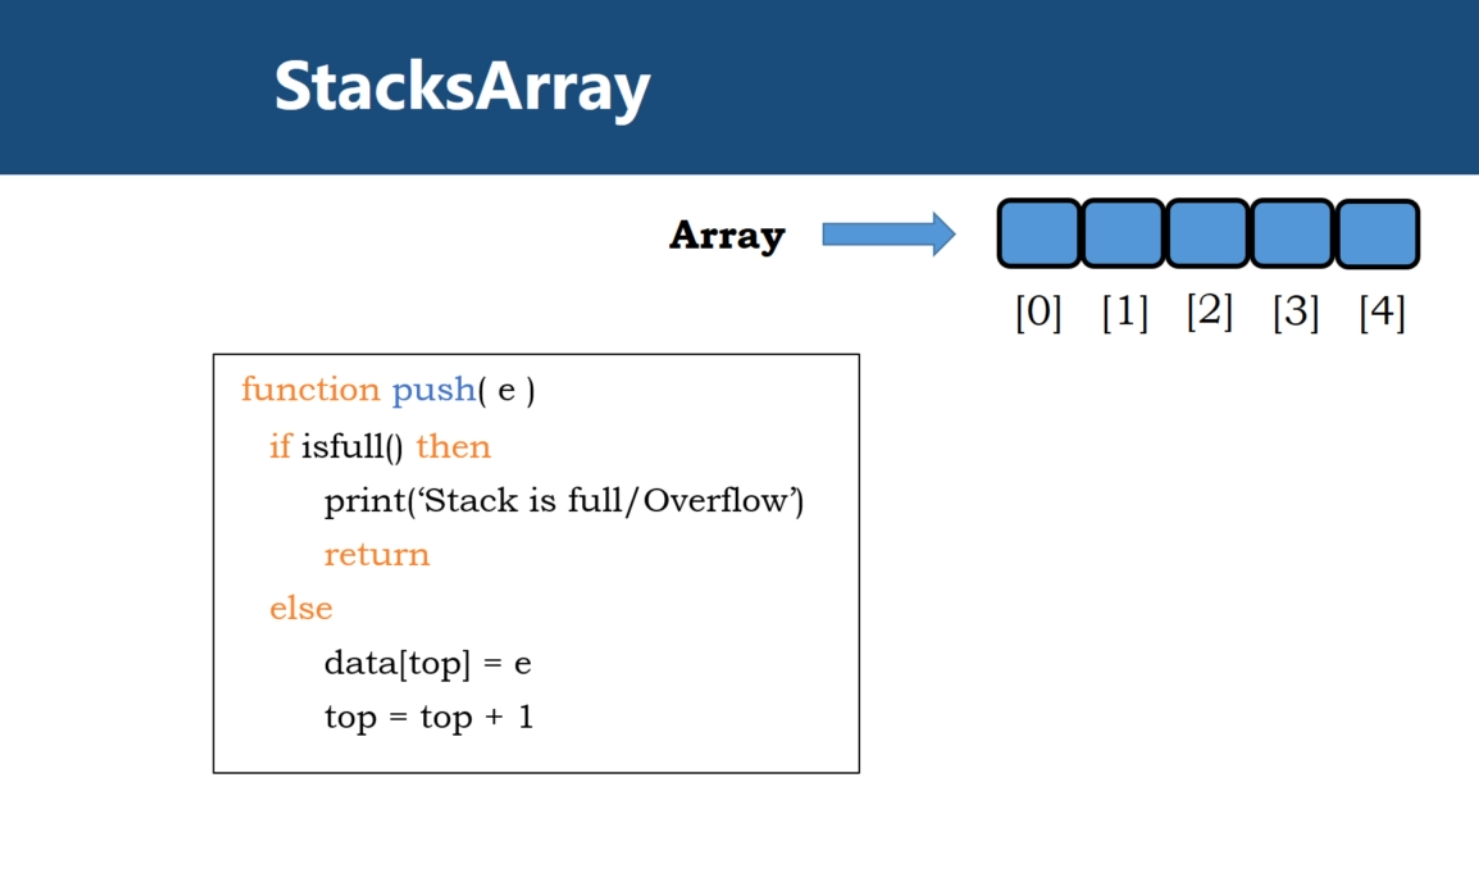 StacksArray
Array
[0] [1] [2] [3] [4]
function push( e )
if isfull() then
print(‘Stack is full/Overflow’)
return
else
data[top] = e
top = top + 1